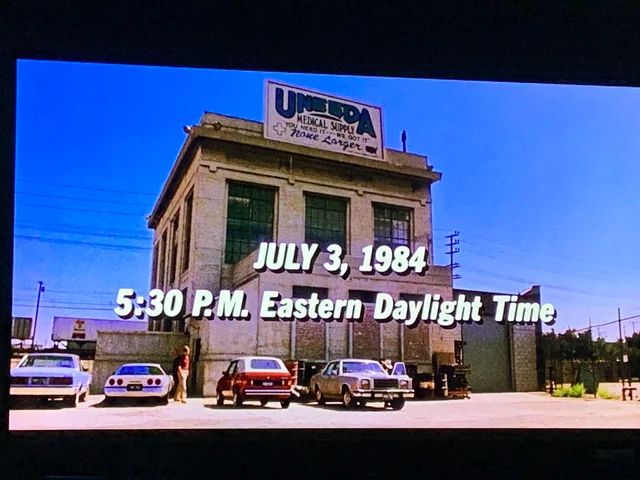 UNEEDA
MEDICAL SUPPLY
YOU NEED IT---WE GOT IT
None Larger
JULY 3, 1984
5:30 P.M. Eastern Daylight Time